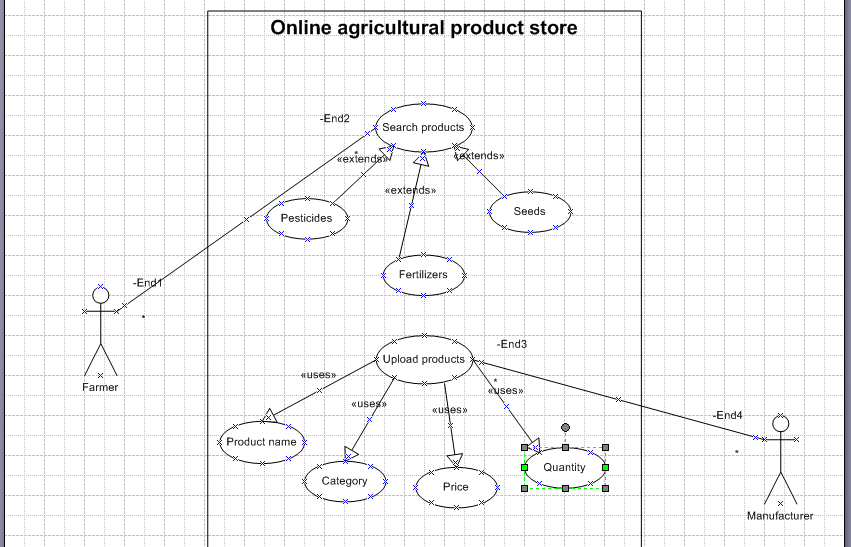 Online agricultural product store
-End2
Search products
*
«extends»
«extends»
«extends»
Pesticides
Seeds
Fertilizers
-End1
*
Farmer
-End3
Upload products
«uses»
*
«uses»
«uses»
«uses»
-End4
*
Product name
Category
Price
Quantity
Manufacturer